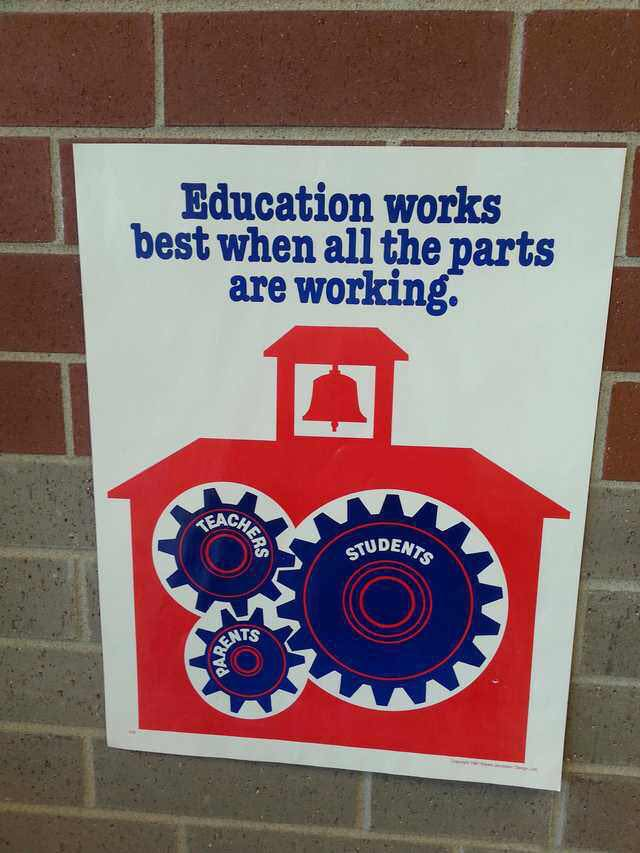 Education works
best when all the parts
are working.
TEACHERS
STUDENTS
PARENTS